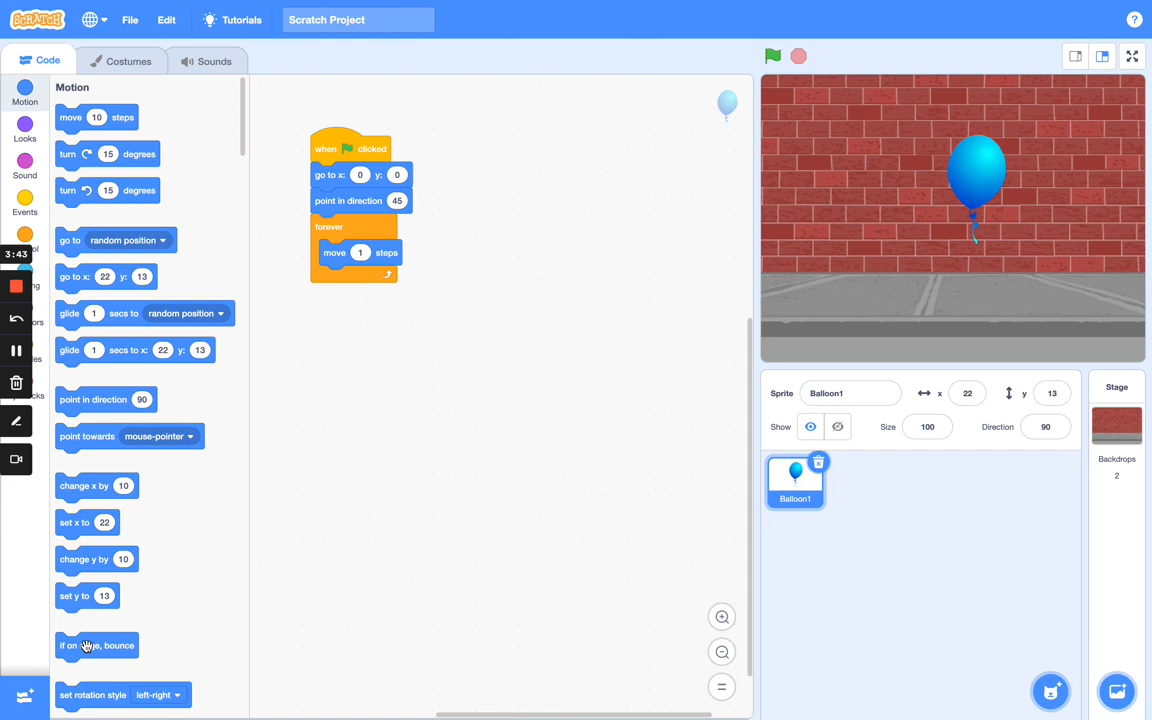 SCRATCH File Edit Tutorials Scratch Project ?
Code Costumes Sounds
Motion
Looks
Sound
Events
3:43
Motion
move 10 steps
turn 15 degrees
turn 15 degrees
go to random position
go to x: 22 y: 13
glide 1 secs to random position
glide 1 secs to x: 22 y: 13
point in direction 90
point towards mouse-pointer
change x by 10
set x to 22
change y by 10
set y to 13
if on bounce
set rotation style left-right
when clicked
go to x: 0 y: 0
point in direction 45
forever
move 1 steps
Sprite Balloon1 x 22 y 13
Show Size 100 Direction 90
Balloon1
Stage
Backdrops
2